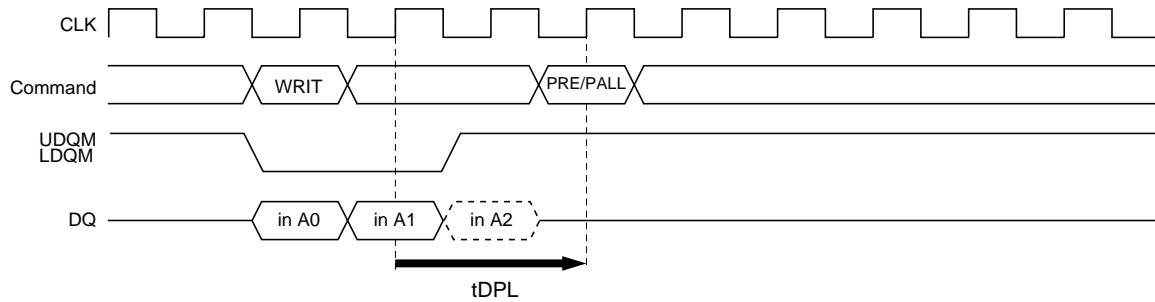 CLK
Command
WRIT
PRE/PALL
UDQM
LDQM
DQ
in A0
in A1
in A2
tDPL